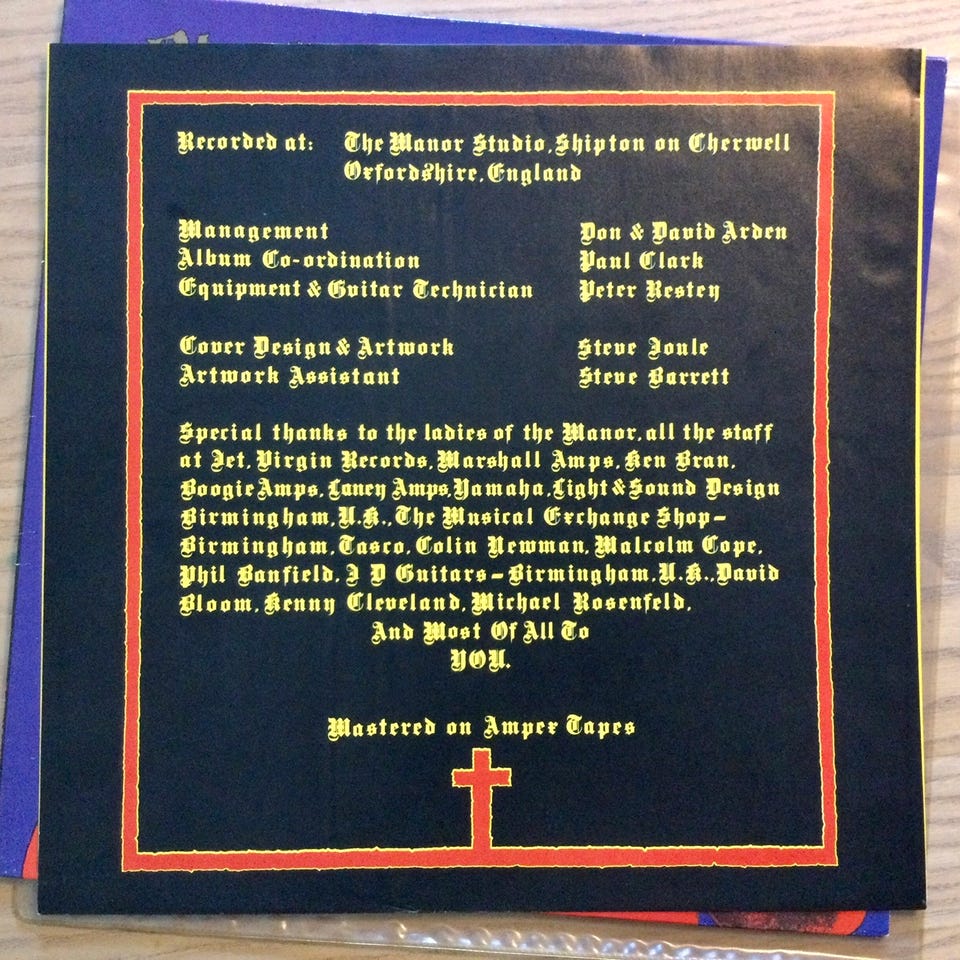 Recorded at: The Manor Studio, Shipton on Cherwell
Oxfordshire, England
Management Don & David Arden
Album Co-ordination Paul Clark
Equipment & Guitar Technician Peter Restey
Cover Design & Artwork Steve Joule
Artwork Assistant Steve Barrett
Special thanks to the ladies of the Manor, all the staff
at Jet, Virgin Records, Marshall Amps, Ken Bran,
Boogie Amps, Laney Amps, Yamaha, Light & Sound Design
Birmingham, U.K., The Musical Exchange Shop-
Birmingham, Tasco, Colin Newman, Malcolm Cope,
Phil Banfield, J D Guitars-Birmingham, U.K., David
Bloom, Kenny Cleveland, Michael Rosenfeld,
And Most Of All To
YOU.
Mastered on Ampex Tapes